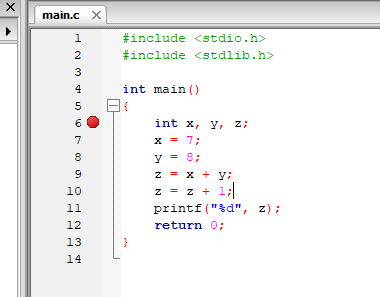 main.c
1 #include <stdio.h>
2 #include <stdlib.h>
3
4 int main()
5 {
6 int x, y, z;
7 x = 7;
8 y = 8;
9 z = x + y;
10 z = z + 1;
11 printf("%d", z);
12 return 0;
13 }
14